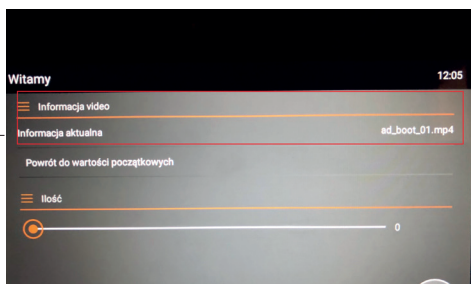 Witamy
12:05
Informacja video
Informacja aktualna ad_boot_01.mp4
Powrót do wartości początkowych
Ilość
0